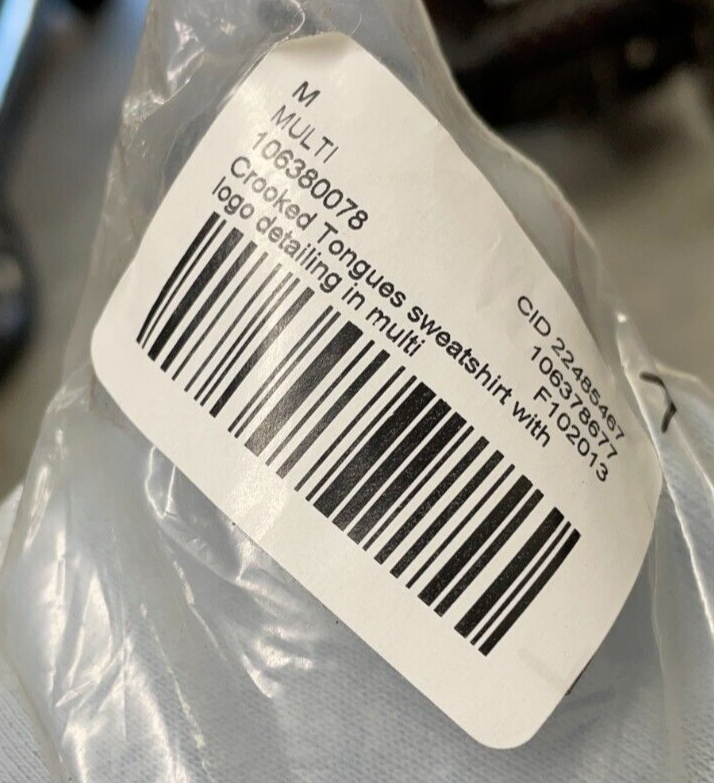 M
MULTI
106380078
Crooked Tongues sweatshirt with
logo detailing in multi
CID 22485467
106378677
F102013